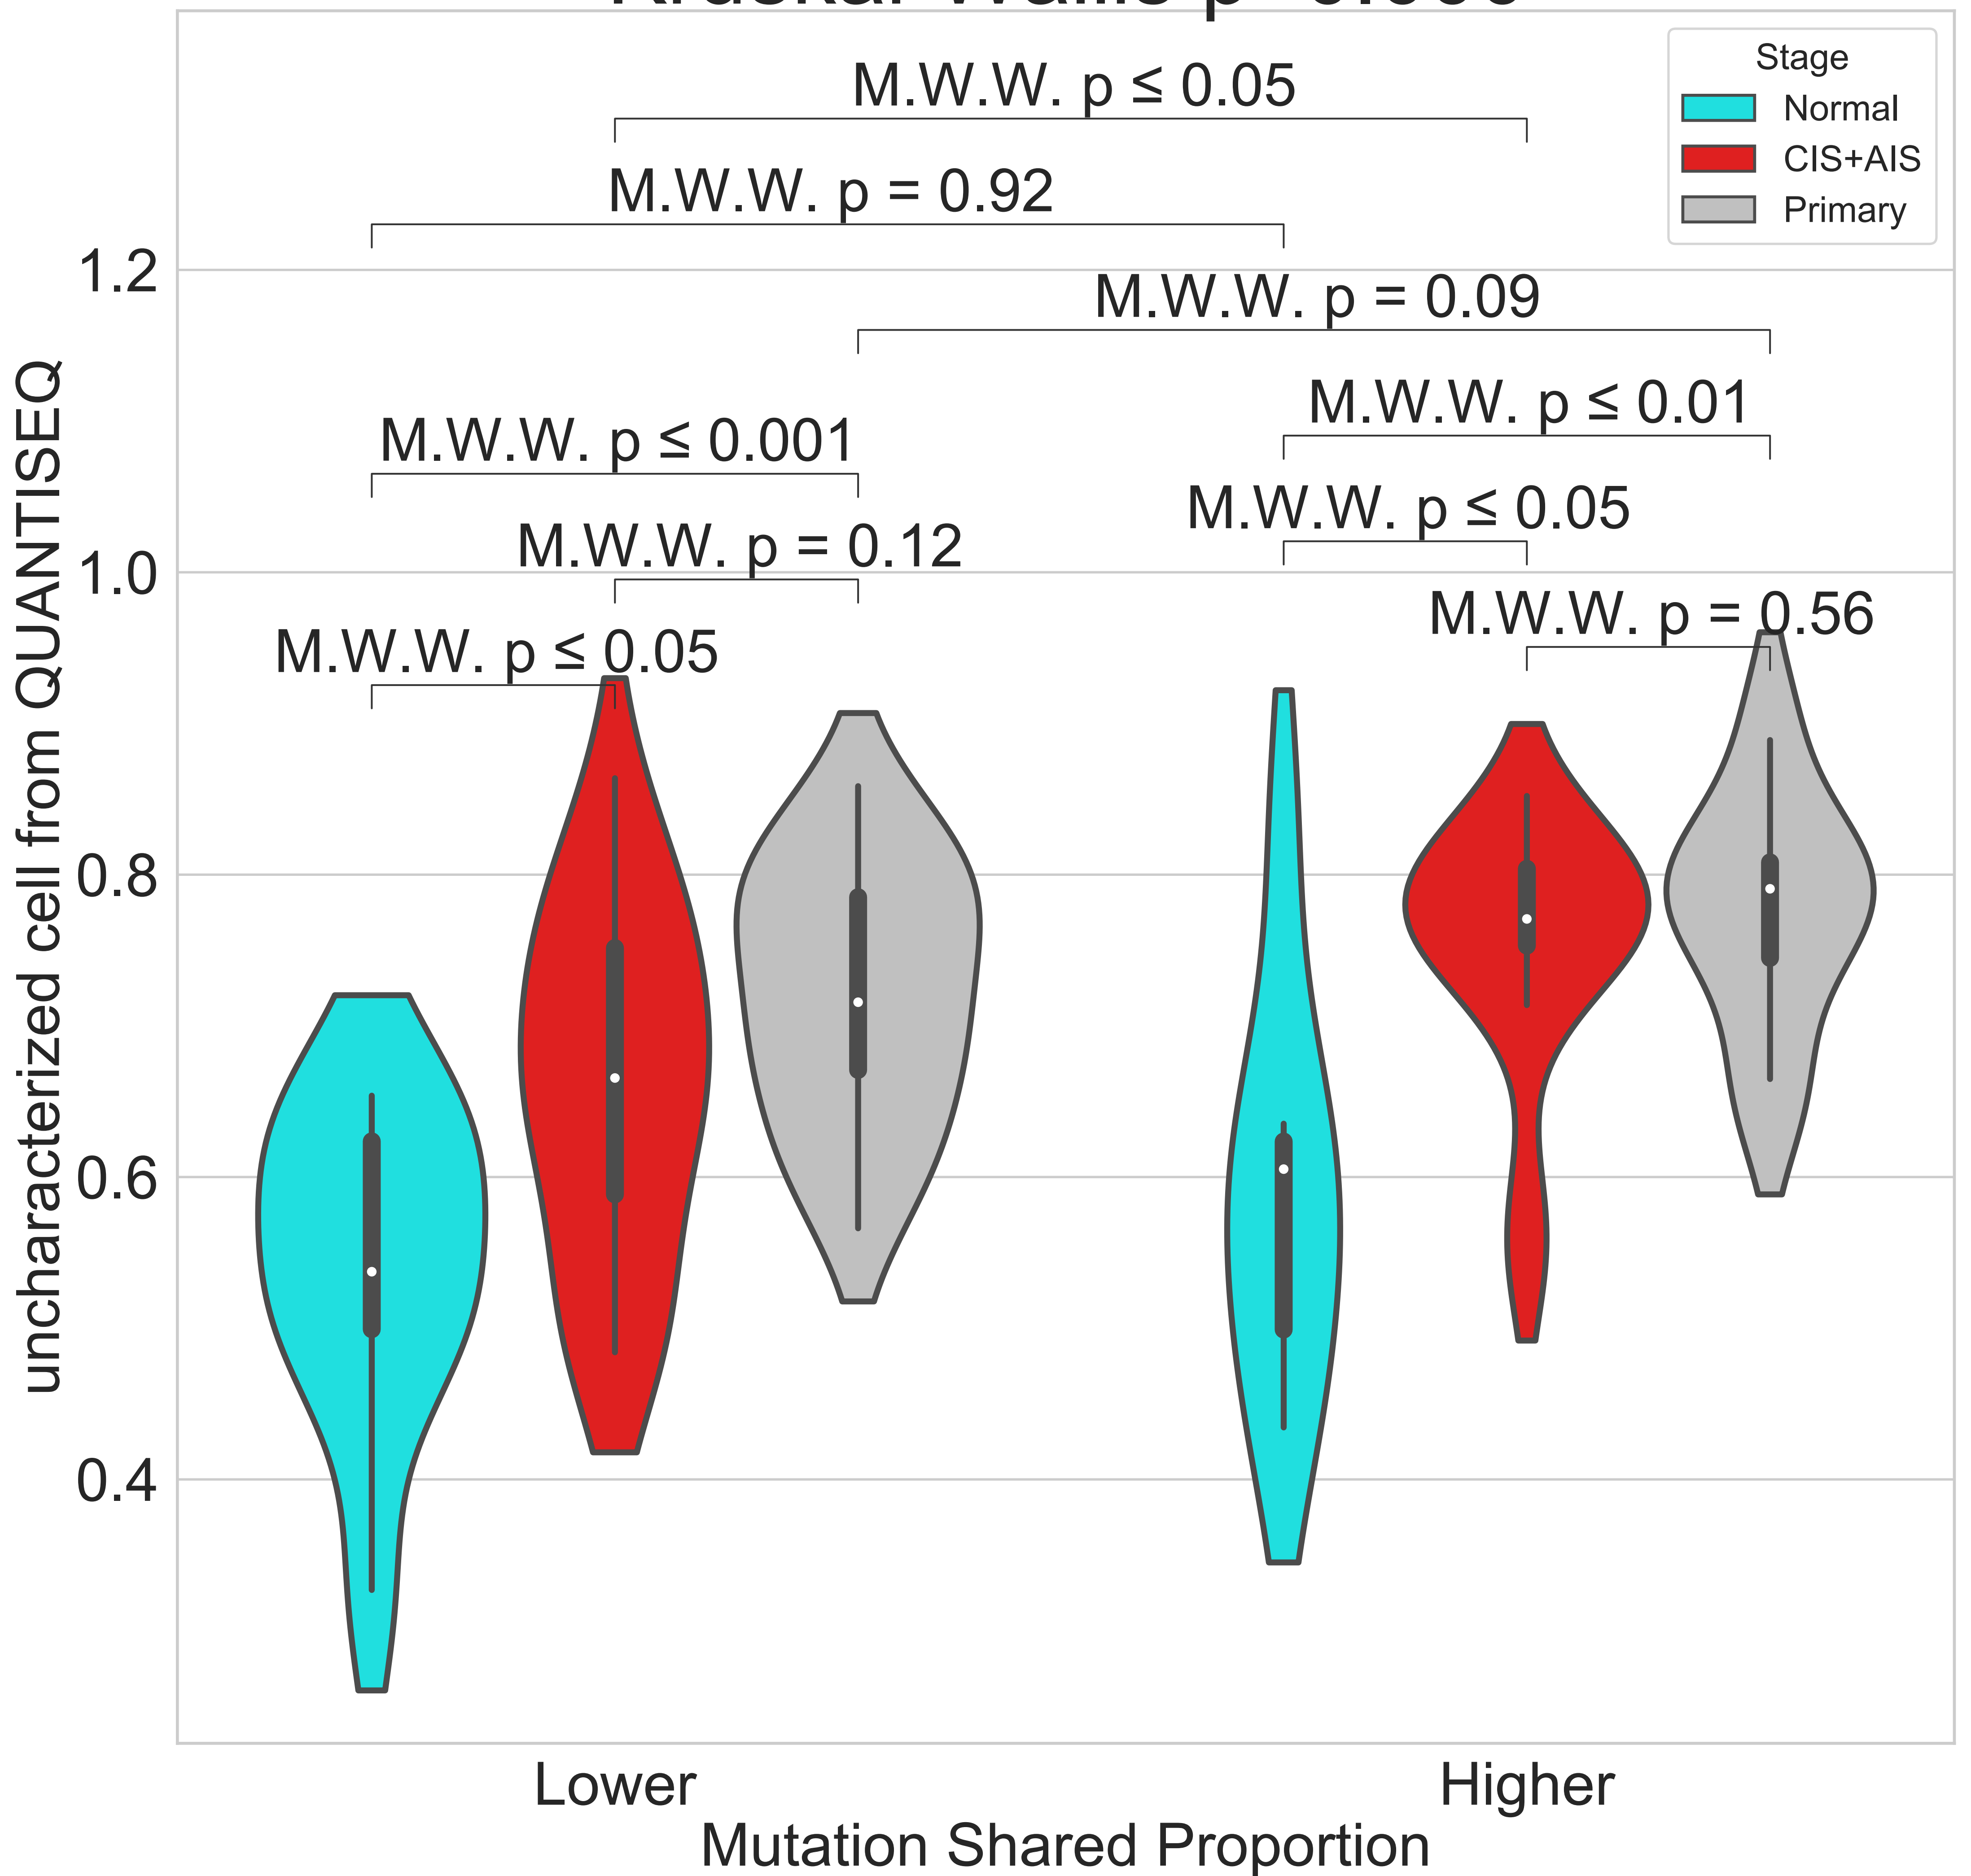 Stage
Normal
CIS+AIS
Primary
M.W.W. p ≤ 0.05
M.W.W. p = 0.92
M.W.W. p = 0.09
M.W.W. p ≤ 0.01
M.W.W. p ≤ 0.001
M.W.W. p ≤ 0.05
M.W.W. p = 0.12
M.W.W. p = 0.56
M.W.W. p ≤ 0.05
1.2
1.0
0.8
0.6
0.4
uncharacterized cell from QUANTISEQ
Lower
Higher
Mutation Shared Proportion